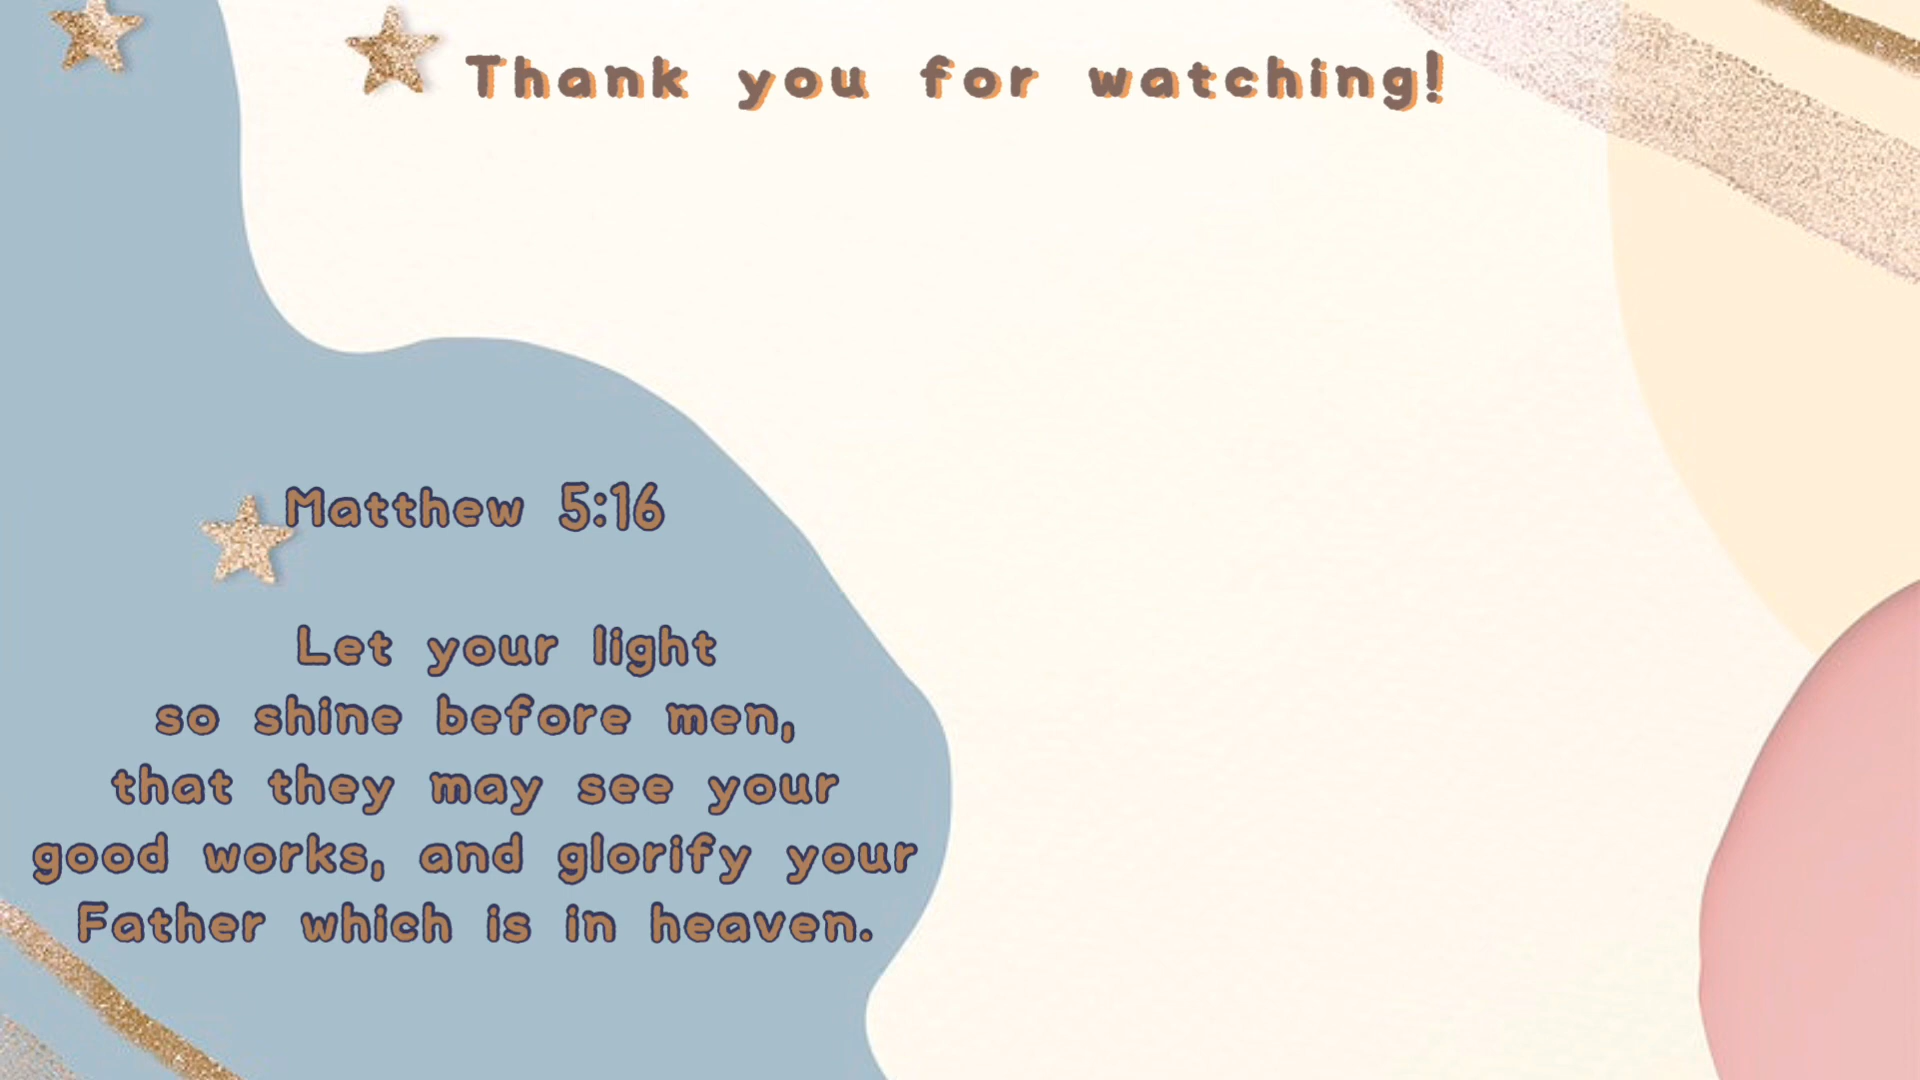 Thank you for watching!
Matthew 5:16
Let your light
so shine before men,
that they may see your
good works, and glorify your
Father which is in heaven.